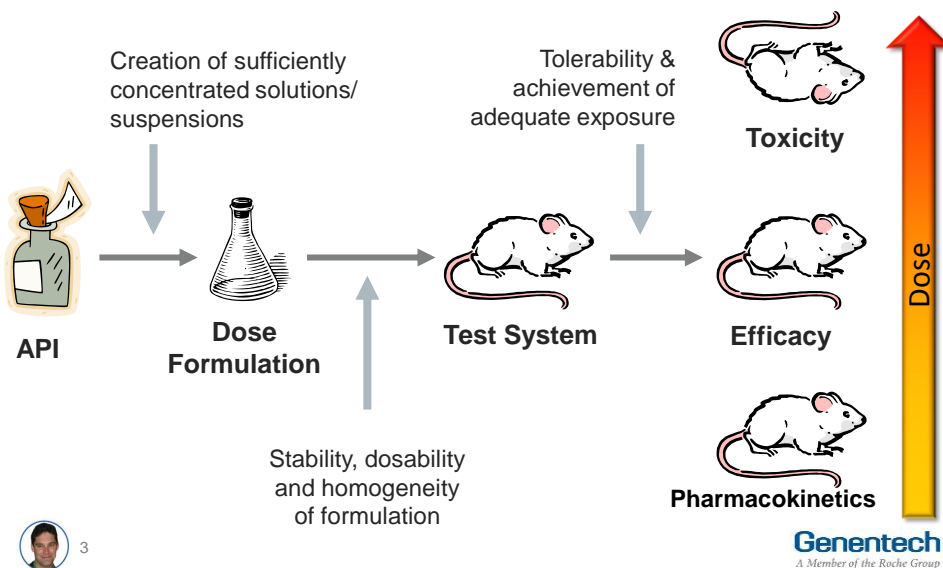 Creation of sufficiently
concentrated solutions/
suspensions
Tolerability &
achievement of
adequate exposure
Toxicity
API
Dose
Formulation
Test System
Efficacy
Dose
Stability, dosability
and homogeneity
of formulation
Pharmacokinetics
3
Genentech
A Member of the Roche Group